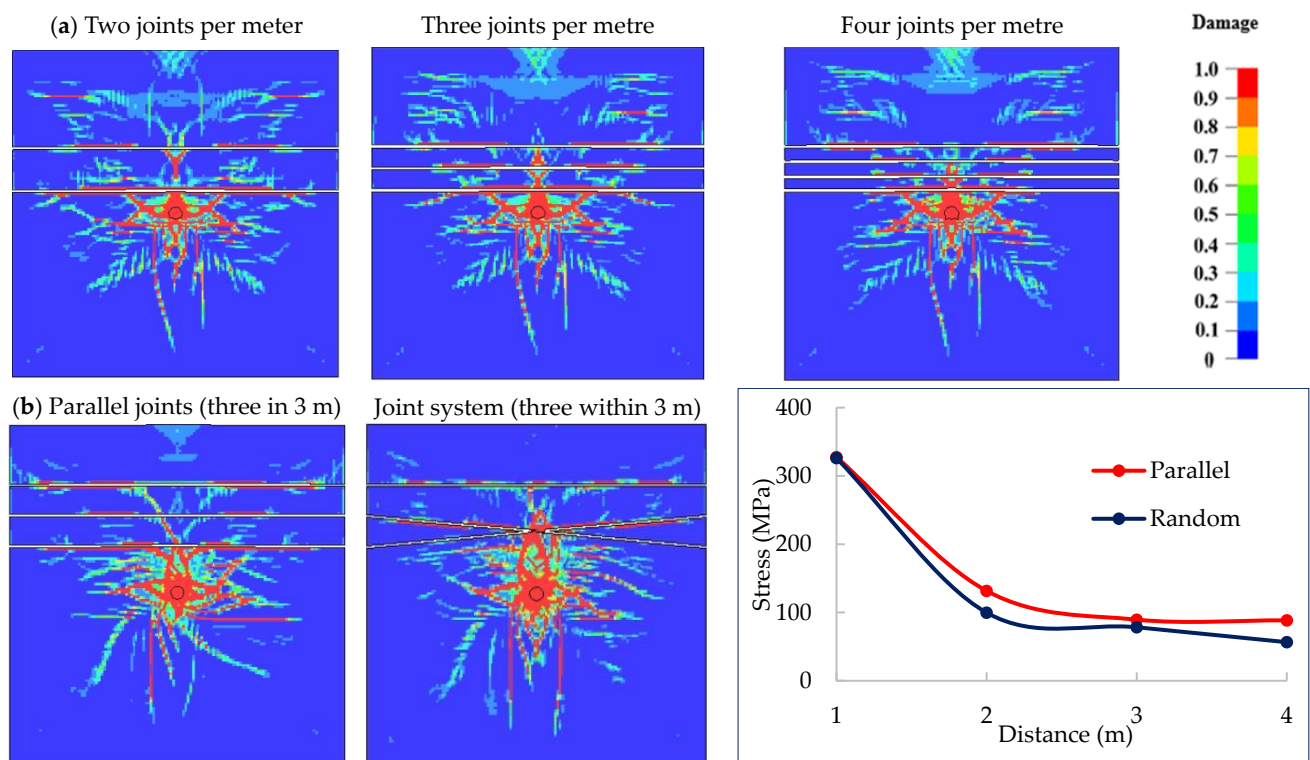 (a) Two joints per meter
Three joints per metre
Four joints per metre
Damage
1.0
0.9
0.8
0.7
0.6
0.5
0.4
0.3
0.2
0.1
0
(b) Parallel joints (three in 3 m)
Joint system (three within 3 m)
400
300
200
100
0
Stress (MPa)
Parallel
Random
1
2
3
4
Distance (m)